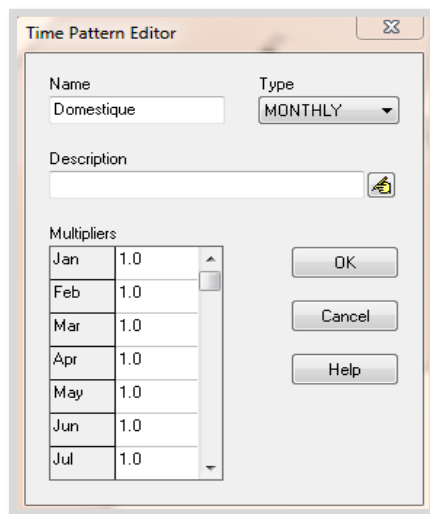 Time Pattern Editor
Name
Type
Domestique
MONTHLY
Description
Multipliers
Jan 1.0
Feb 1.0
Mar 1.0
Apr 1.0
May 1.0
Jun 1.0
Jul 1.0
OK
Cancel
Help